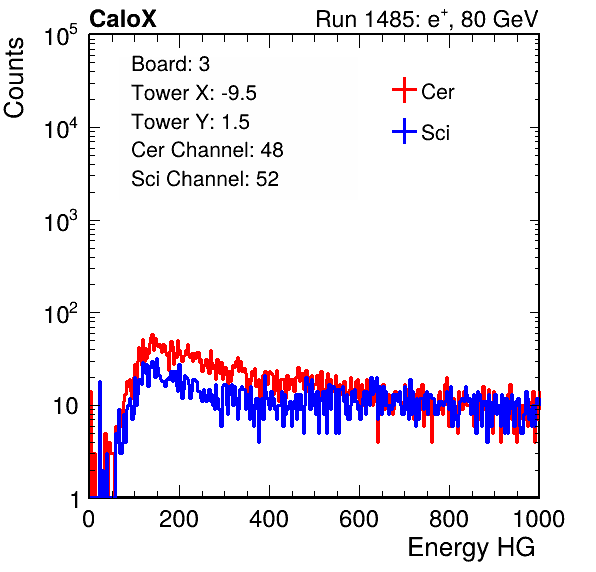 CaloX Run 1485: e⁺, 80 GeV
Counts
10⁵
10⁴
10³
10²
10
1
Board: 3
Tower X: -9.5
Tower Y: 1.5
Cer Channel: 48
Sci Channel: 52
Cer
Sci
0 200 400 600 800 1000
Energy HG